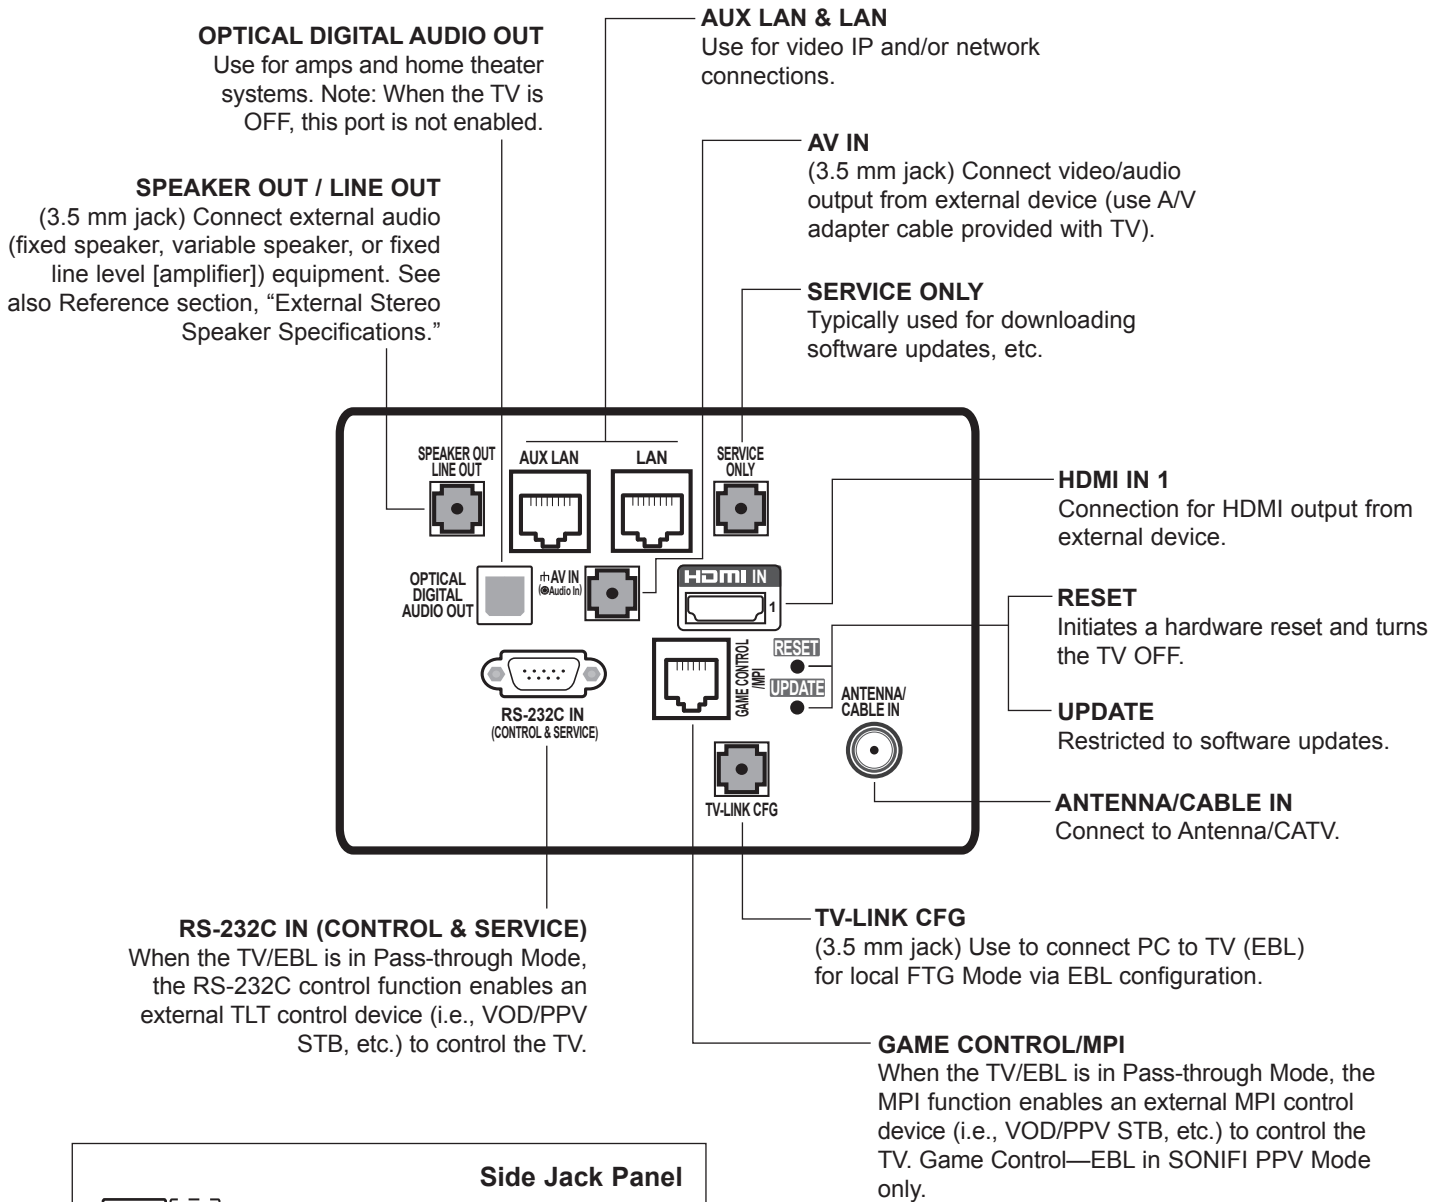 OPTICAL DIGITAL AUDIO OUT
Use for amps and home theater
systems. Note: When the TV is
OFF, this port is not enabled.
AUX LAN & LAN
Use for video IP and/or network
connections.
SPEAKER OUT / LINE OUT
(3.5 mm jack) Connect external audio
(fixed speaker, variable speaker, or fixed
line level [amplifier]) equipment. See
also Reference section, “External Stereo
Speaker Specifications.”
AV IN
(3.5 mm jack) Connect video/audio
output from external device (use A/V
adapter cable provided with TV).
SERVICE ONLY
Typically used for downloading
software updates, etc.
SPEAKER OUT
LINE OUT
AUX LAN
LAN
SERVICE
ONLY
OPTICAL
DIGITAL
AUDIO OUT
AV IN
(Audio In)
HDMI IN
1
RS-232C IN
(CONTROL & SERVICE)
GAME CONTROL
/MPI
RESET
UPDATE
ANTENNA/
CABLE IN
TV-LINK CFG
HDMI IN 1
Connection for HDMI output from
external device.
RESET
Initiates a hardware reset and turns
the TV OFF.
UPDATE
Restricted to software updates.
ANTENNA/CABLE IN
Connect to Antenna/CATV.
RS-232C IN (CONTROL & SERVICE)
When the TV/EBL is in Pass-through Mode,
the RS-232C control function enables an
external TLT control device (i.e., VOD/PPV
STB, etc.) to control the TV.
TV-LINK CFG
(3.5 mm jack) Use to connect PC to TV (EBL)
for local FTG Mode via EBL configuration.
GAME CONTROL/MPI
When the TV/EBL is in Pass-through Mode, the
MPI function enables an external MPI control
device (i.e., VOD/PPV STB, etc.) to control the
TV. Game Control—EBL in SONIFI PPV Mode
only.
Side Jack Panel